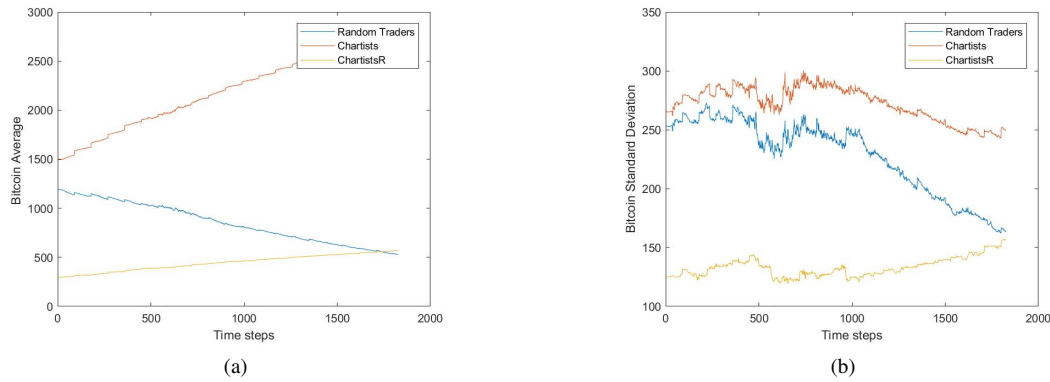 3000
2500
2000
1500
1000
500
0
Bitcoin Average
0 500 1000 1500 2000
Time steps
Random Traders
Chartists
ChartistsR
(a)
350
300
250
200
150
100
Bitcoin Standard Deviation
0 500 1000 1500 2000
Time steps
Random Traders
Chartists
ChartistsR
(b)